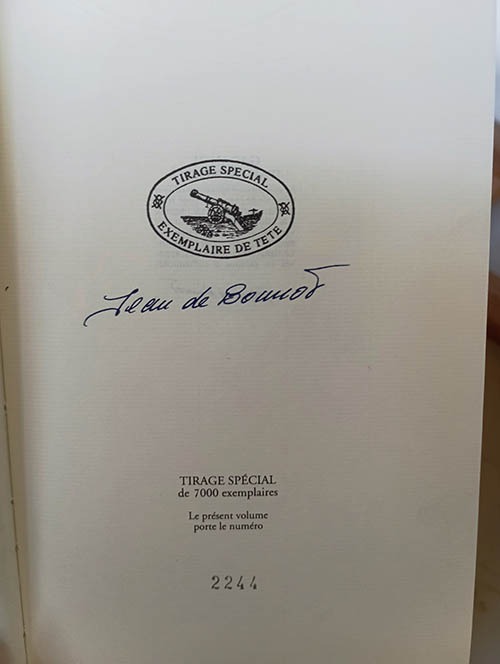 TIRAGE SPECIAL
EXEMPLAIRE DE TETE
Jean de Bonnot
TIRAGE SPÉCIAL
de 7000 exemplaires
Le présent volume
porte le numéro
2244